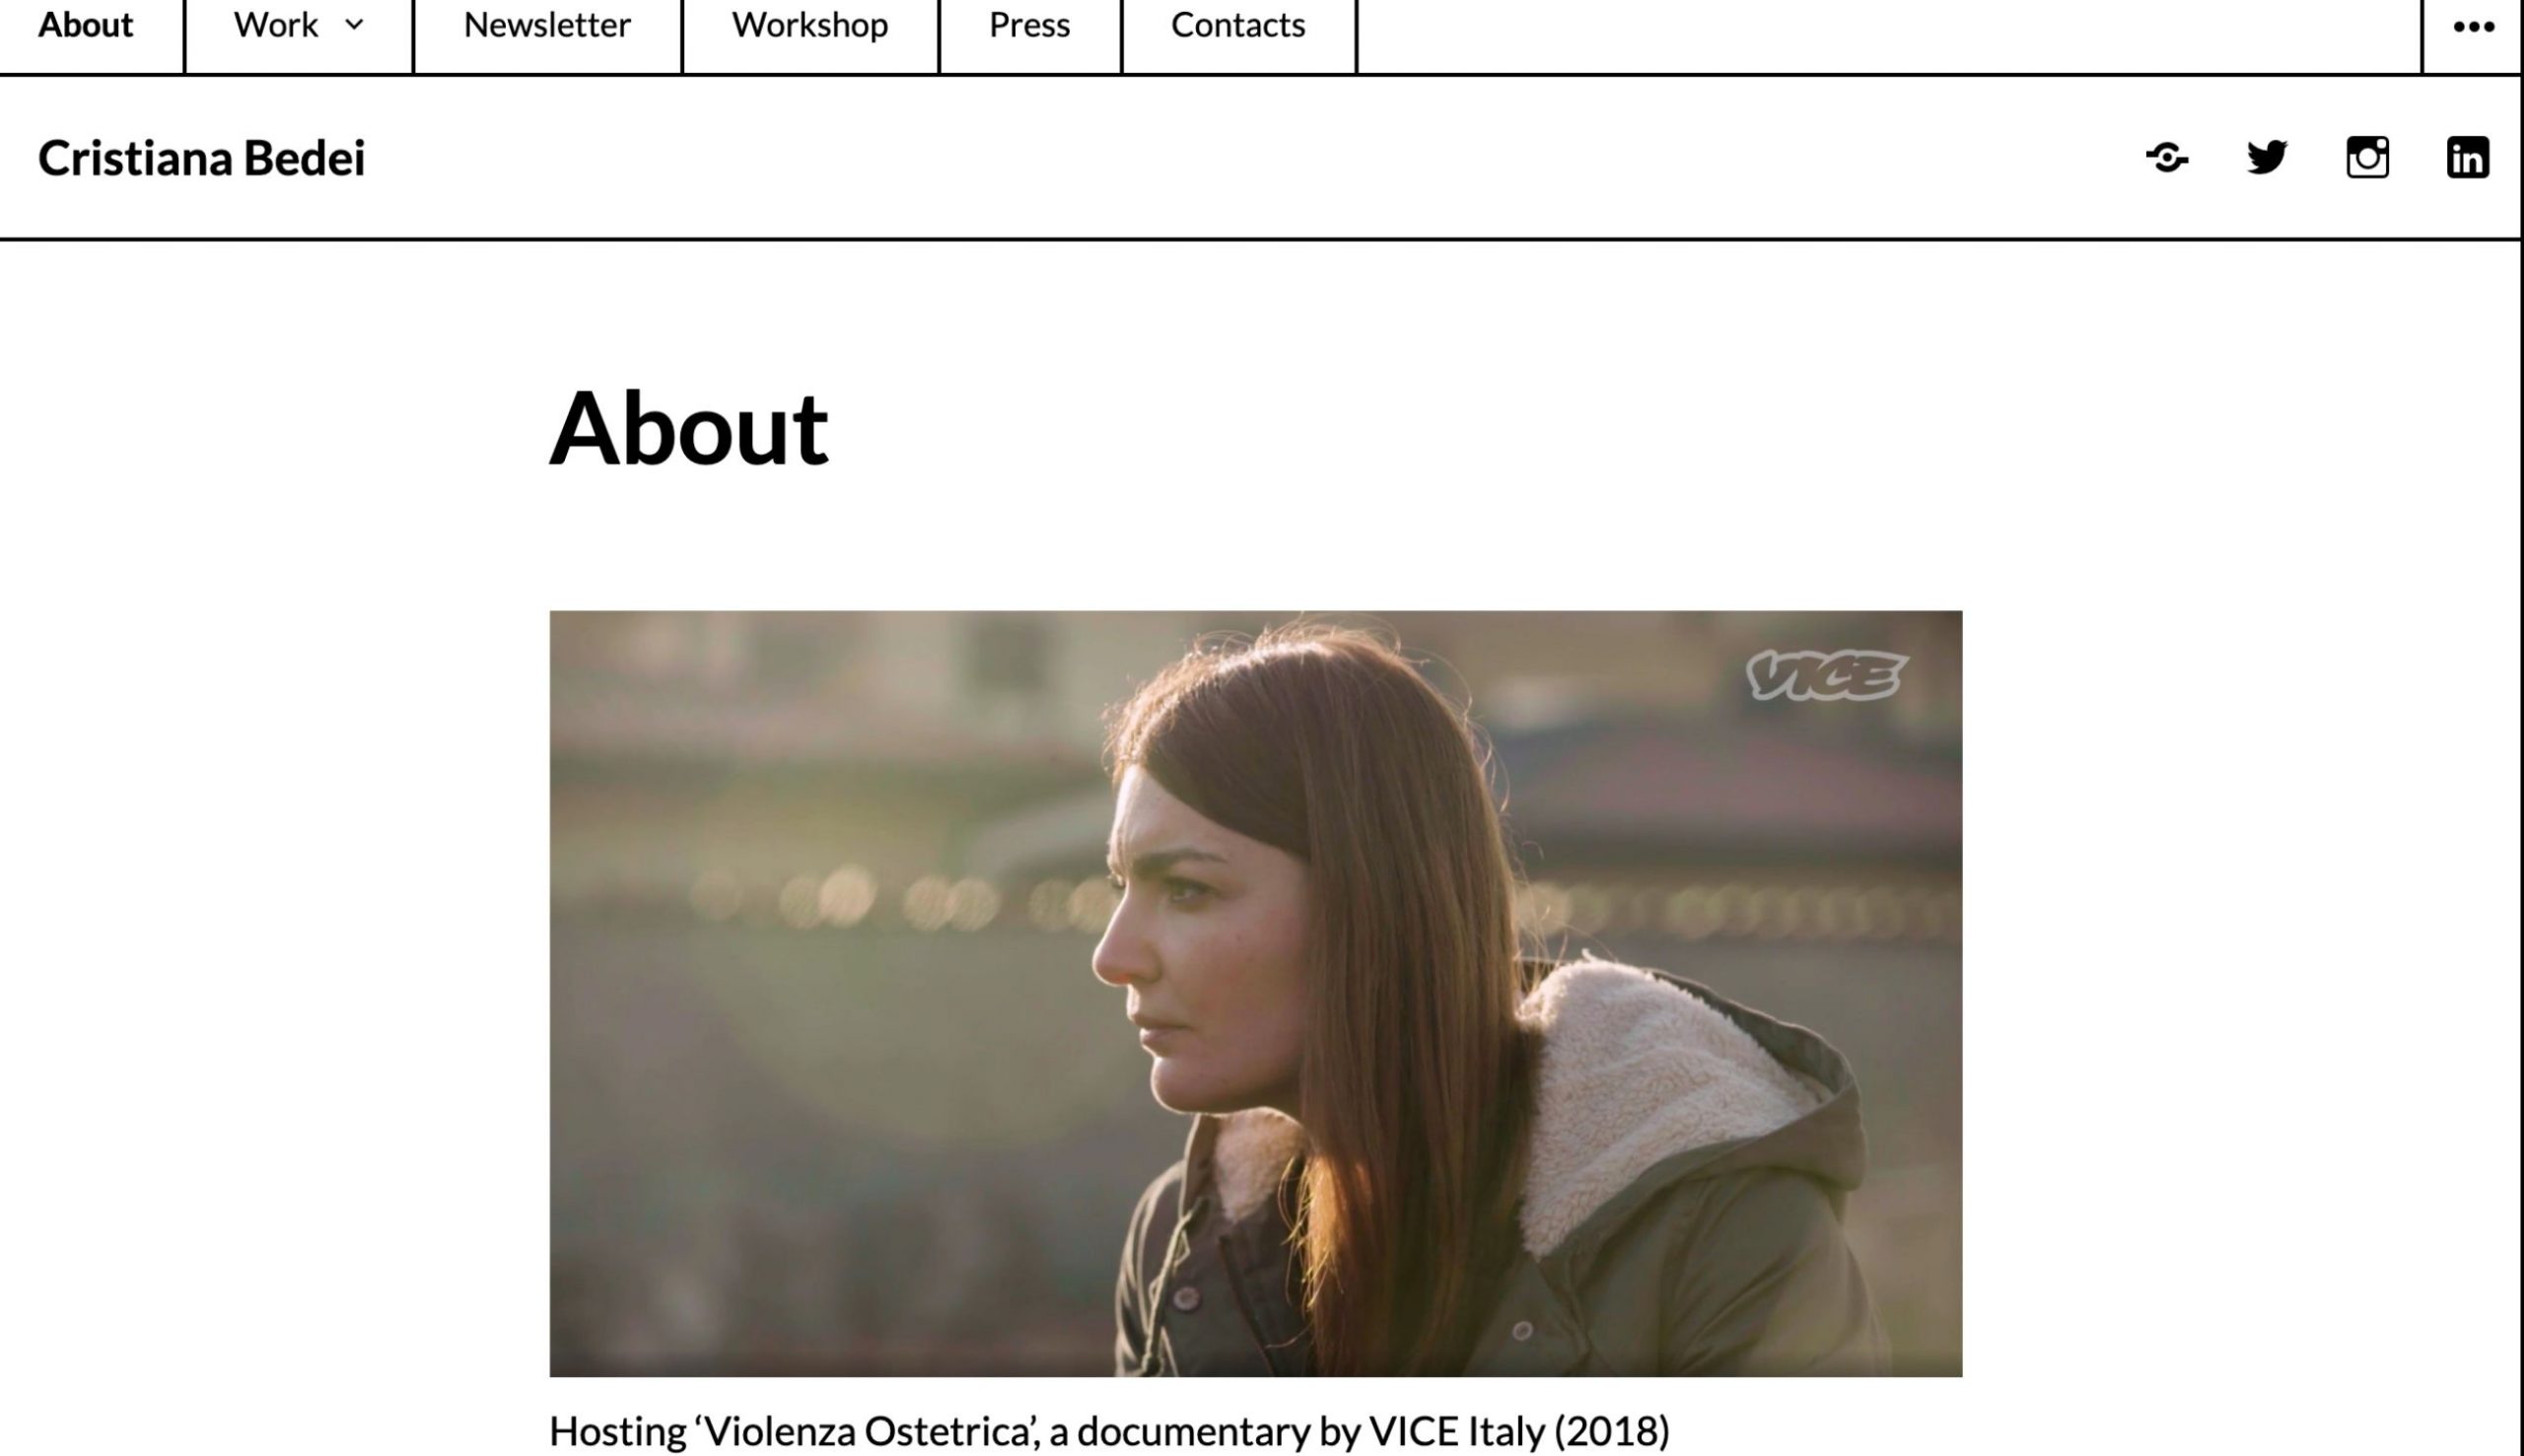 About
Work
Newsletter
Workshop
Press
Contacts
Cristiana Bedei
About
VICE
Hosting ‘Violenza Ostetrica’, a documentary by VICE Italy (2018)